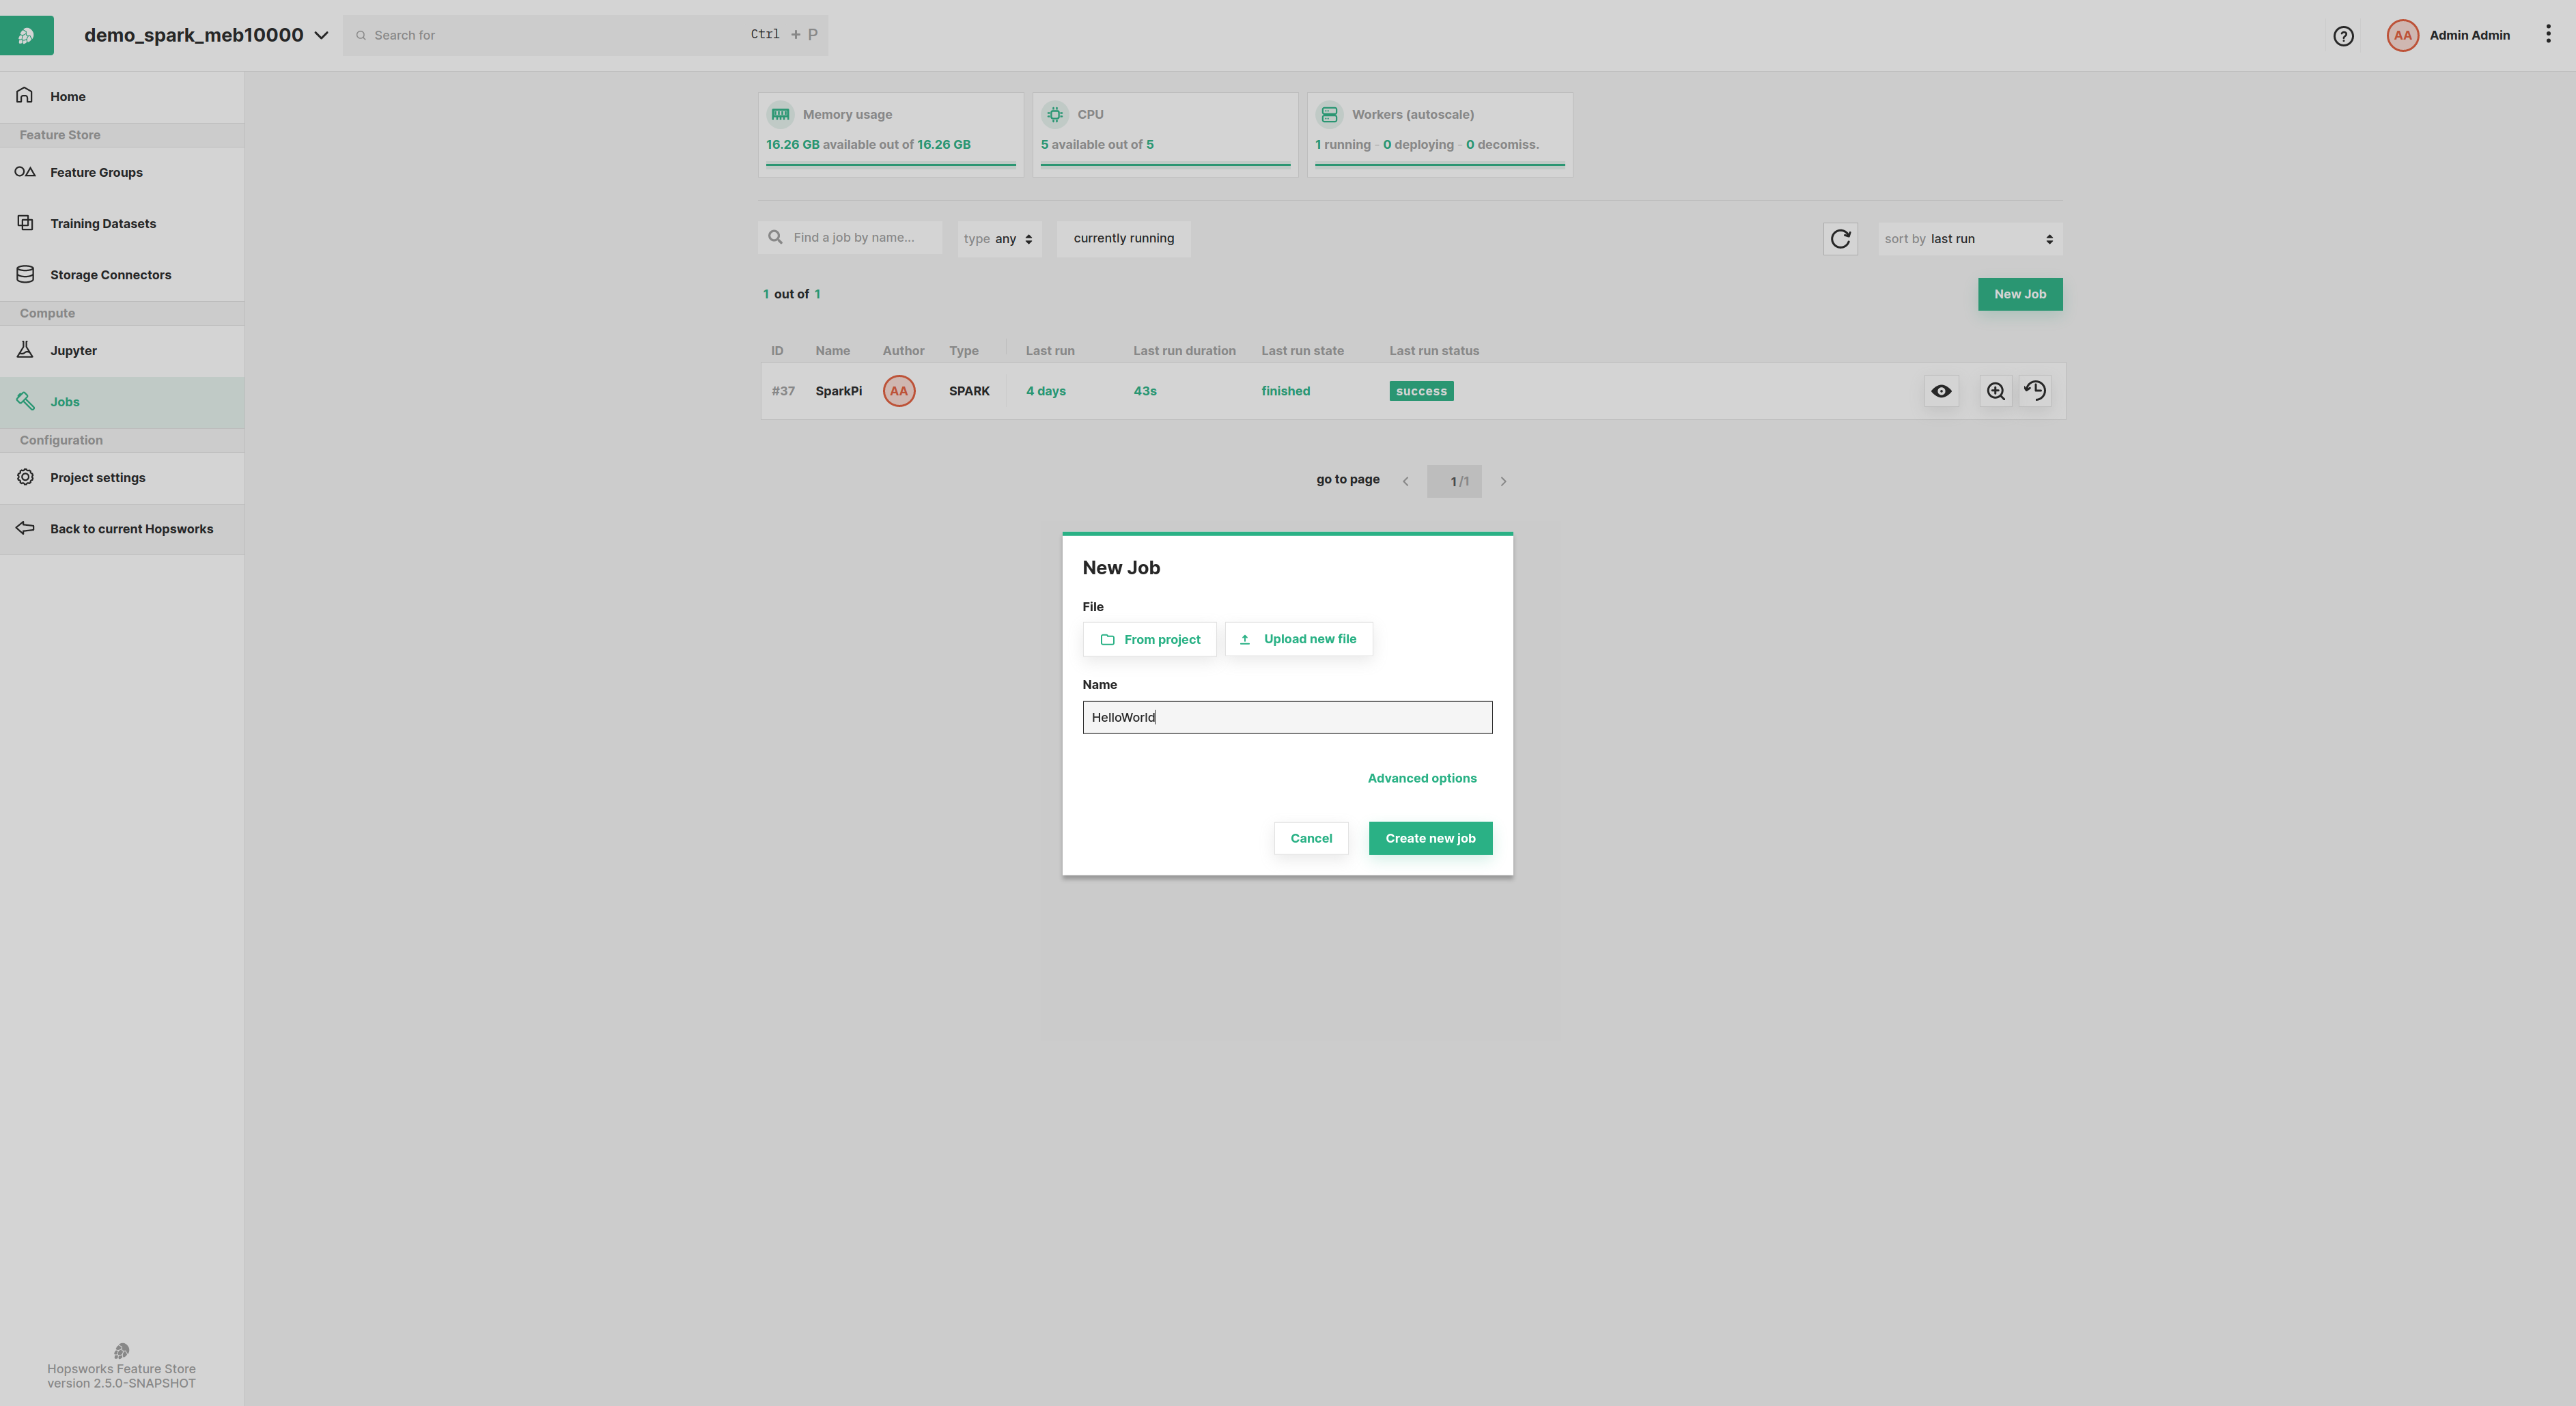 demo_spark_meb10000
Search for
Ctrl + P
AA
Admin Admin
Home
Feature Store
Feature Groups
Training Datasets
Storage Connectors
Compute
Jupyter
Jobs
Configuration
Project settings
Back to current Hopsworks
Memory usage
16.26 GB available out of 16.26 GB
CPU
5 available out of 5
Workers (autoscale)
1 running - 0 deploying - 0 decomiss.
Find a job by name...
type any
currently running
sort by last run
1 out of 1
New Job
ID Name Author Type Last run Last run duration Last run state Last run status
#37 SparkPi AA SPARK 4 days 43s finished success
go to page 1/1
New Job
File
From project
Upload new file
Name
HelloWorld
Advanced options
Cancel
Create new job
Hopsworks Feature Store
version 2.5.0-SNAPSHOT